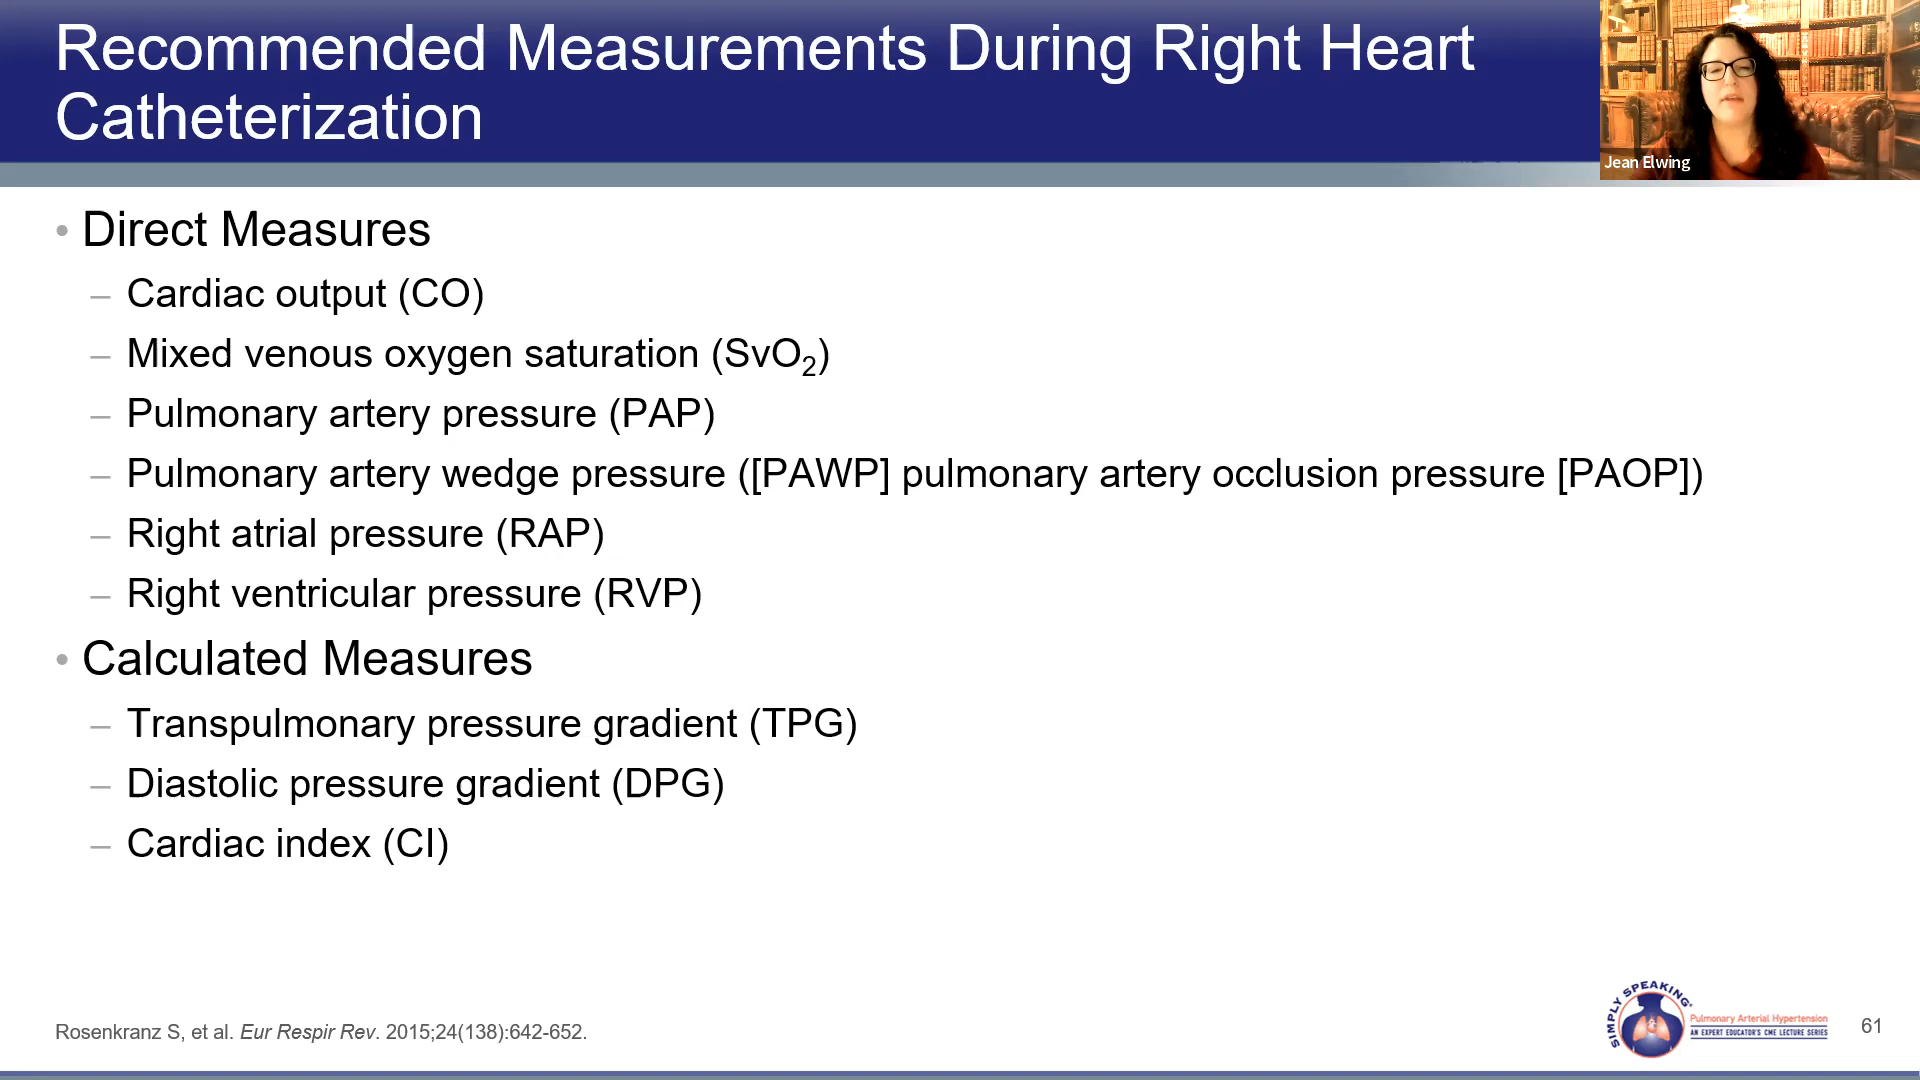 Recommended Measurements During Right Heart
Catheterization
Jean Elwing
• Direct Measures
– Cardiac output (CO)
– Mixed venous oxygen saturation (SvO₂)
– Pulmonary artery pressure (PAP)
– Pulmonary artery wedge pressure ([PAWP] pulmonary artery occlusion pressure [PAOP])
– Right atrial pressure (RAP)
– Right ventricular pressure (RVP)
• Calculated Measures
– Transpulmonary pressure gradient (TPG)
– Diastolic pressure gradient (DPG)
– Cardiac index (CI)
Rosenkranz S, et al. Eur Respir Rev. 2015;24(138):642-652.
SIMPLY SPEAKING®
Pulmonary Arterial Hypertension
AN EXPERT EDUCATOR'S CME LECTURE SERIES
61